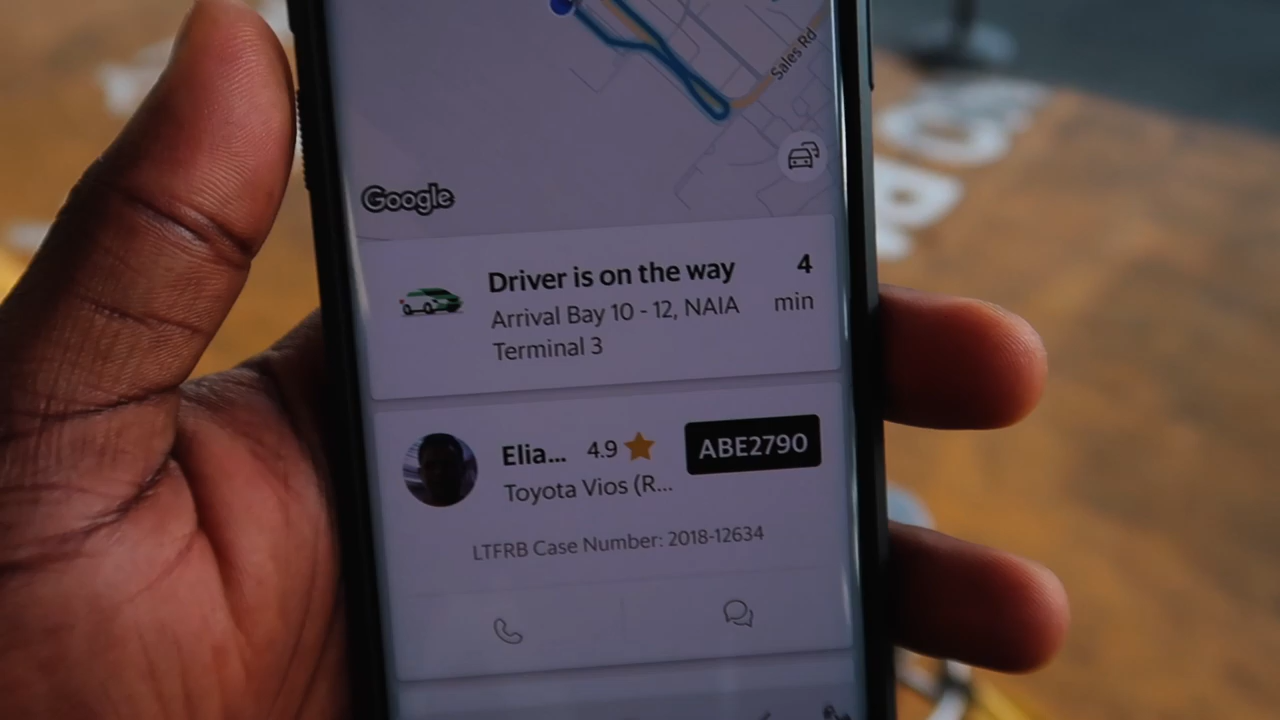 Sales Rd
Google
Driver is on the way
4
Arrival Bay 10 - 12, NAIA
min
Terminal 3
Elia... 4.9
ABE2790
Toyota Vios (R...
LTFRB Case Number: 2018-12634